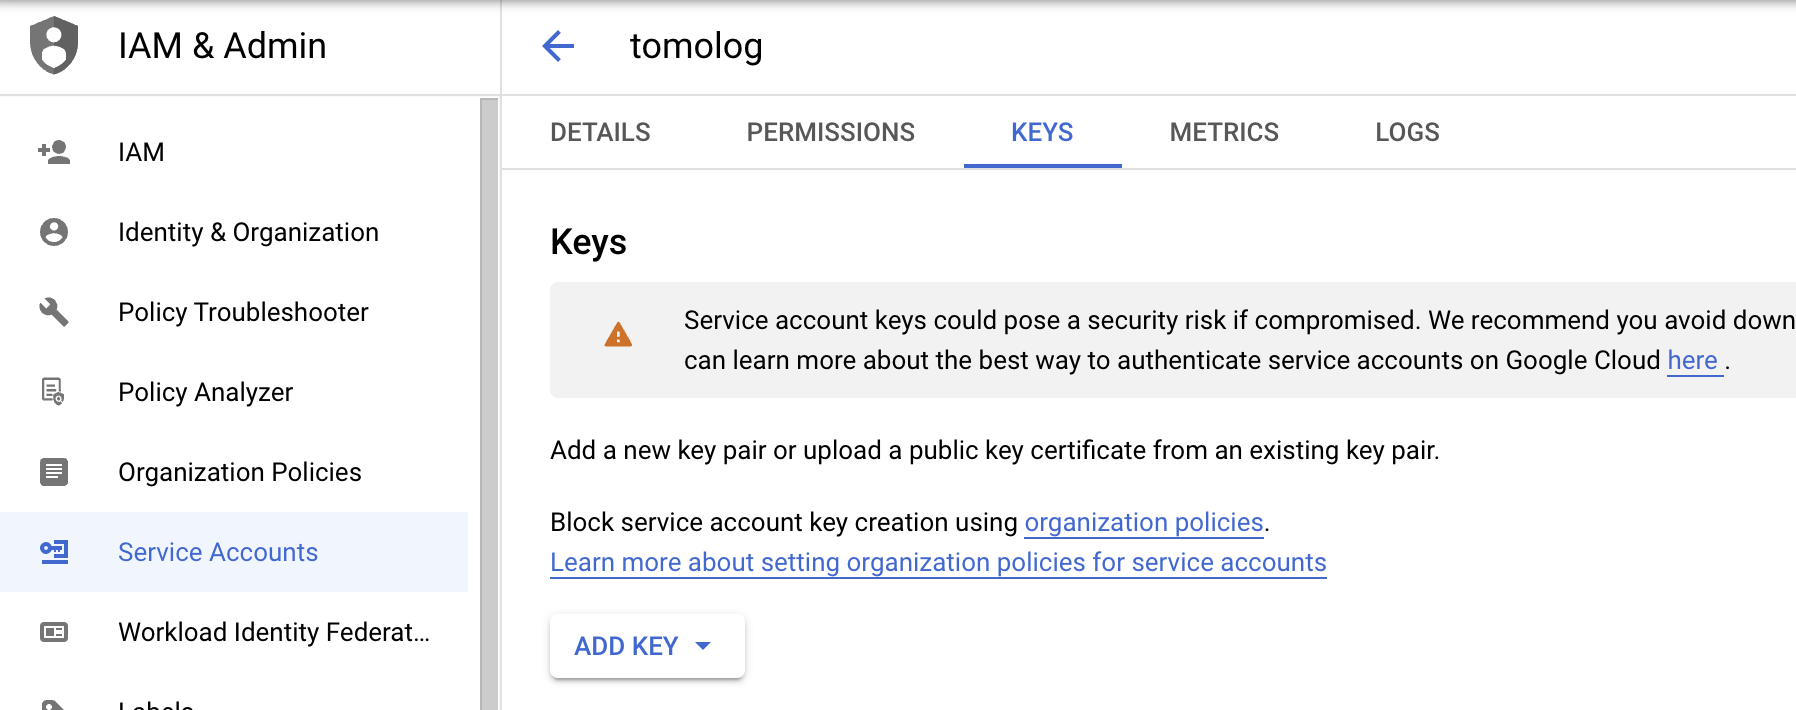 IAM & Admin
tomolog
IAM
Identity & Organization
Policy Troubleshooter
Policy Analyzer
Organization Policies
Service Accounts
Workload Identity Federat...
Labels
DETAILS
PERMISSIONS
KEYS
METRICS
LOGS
Keys
Service account keys could pose a security risk if compromised. We recommend you avoid down
can learn more about the best way to authenticate service accounts on Google Cloud here .
Add a new key pair or upload a public key certificate from an existing key pair.
Block service account key creation using organization policies.
Learn more about setting organization policies for service accounts
ADD KEY